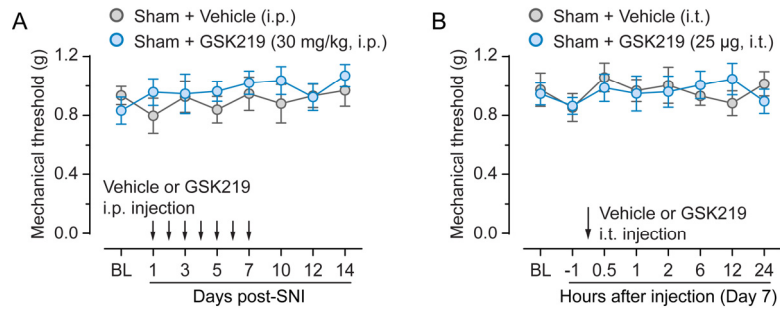 A
Sham + Vehicle (i.p.)
Sham + GSK219 (30 mg/kg, i.p.)
Mechanical threshold (g)
1.2
0.8
0.4
0.0
Vehicle or GSK219
i.p. injection
BL 1 3 5 7 10 12 14
Days post-SNI
B
Sham + Vehicle (i.t.)
Sham + GSK219 (25 µg, i.t.)
Mechanical threshold (g)
1.2
0.8
0.4
0.0
Vehicle or GSK219
i.t. injection
BL -1 0.5 1 2 6 12 24
Hours after injection (Day 7)